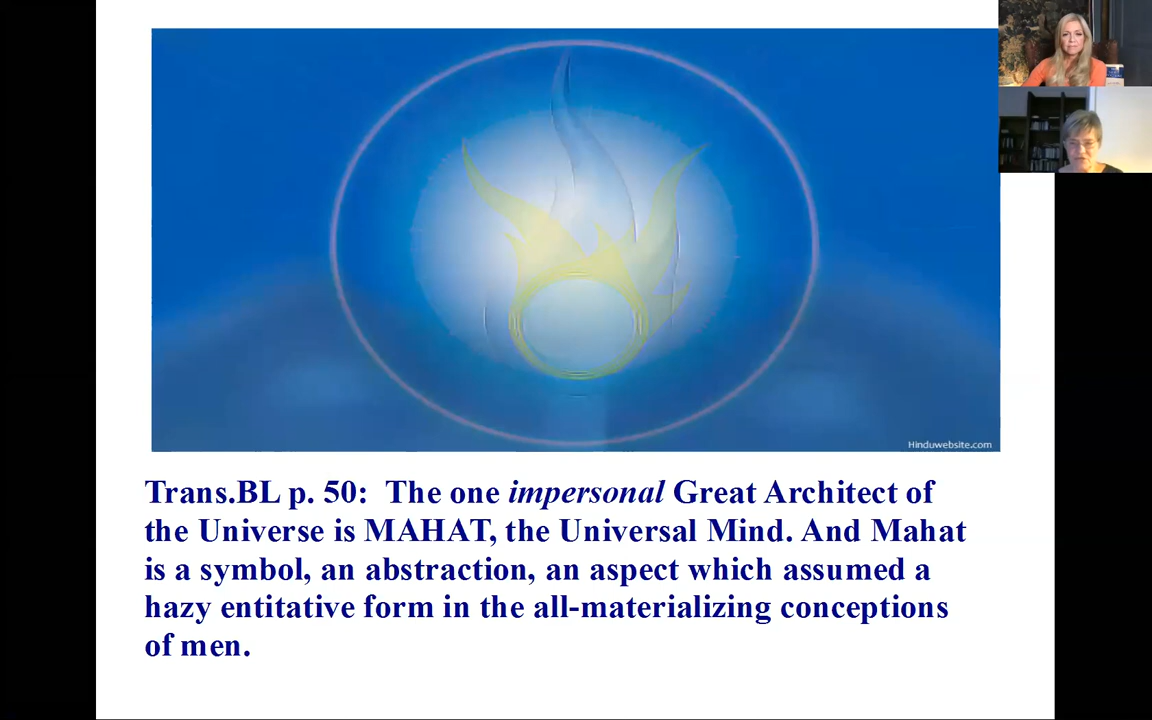 Hinduwebsite.com
Trans.BL p. 50:  The one impersonal Great Architect of
the Universe is MAHAT, the Universal Mind. And Mahat
is a symbol, an abstraction, an aspect which assumed a
hazy entitative form in the all-materializing conceptions
of men.